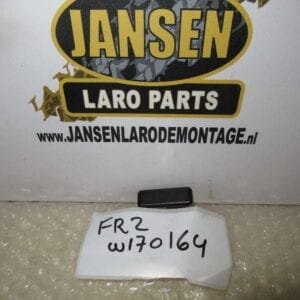 JANSEN
LARO PARTS
www.JANSENLARODEMONTAGE.nl
FR2
W170164